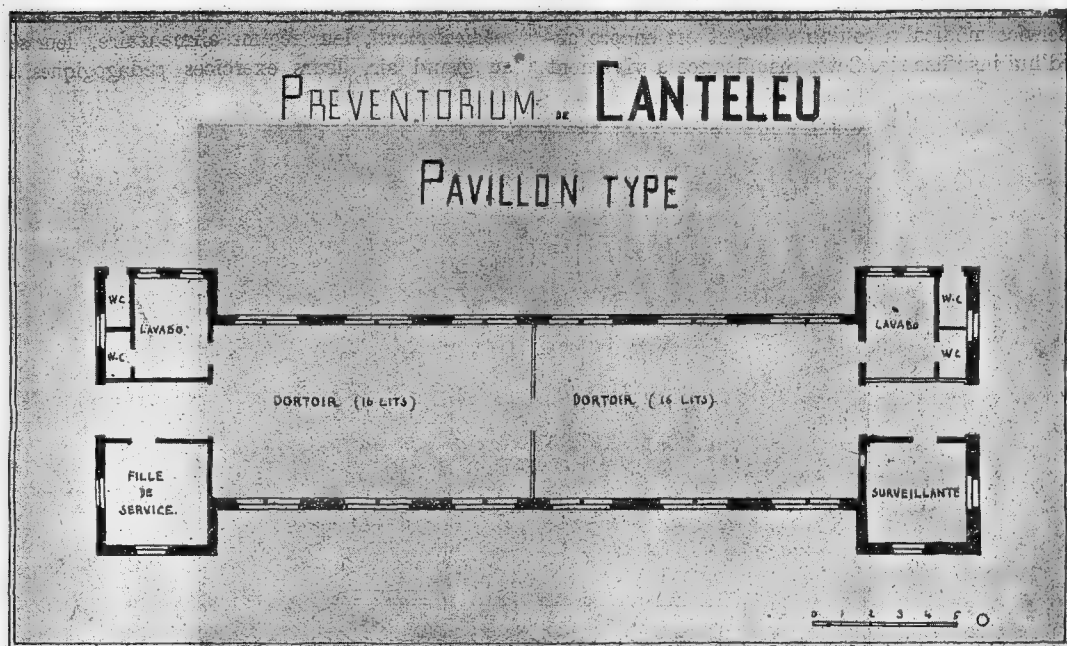 PREVENTORIUM DE CANTELEU
PAVILLON TYPE
W.C.
LAVABO.
W.C.
LAVABO
W.C
W.C
DORTOIR (16 LITS)
DORTOIR (16 LITS)
FILLE
DE
SERVICE.
SURVEILLANTE
0 1 2 3 4 5